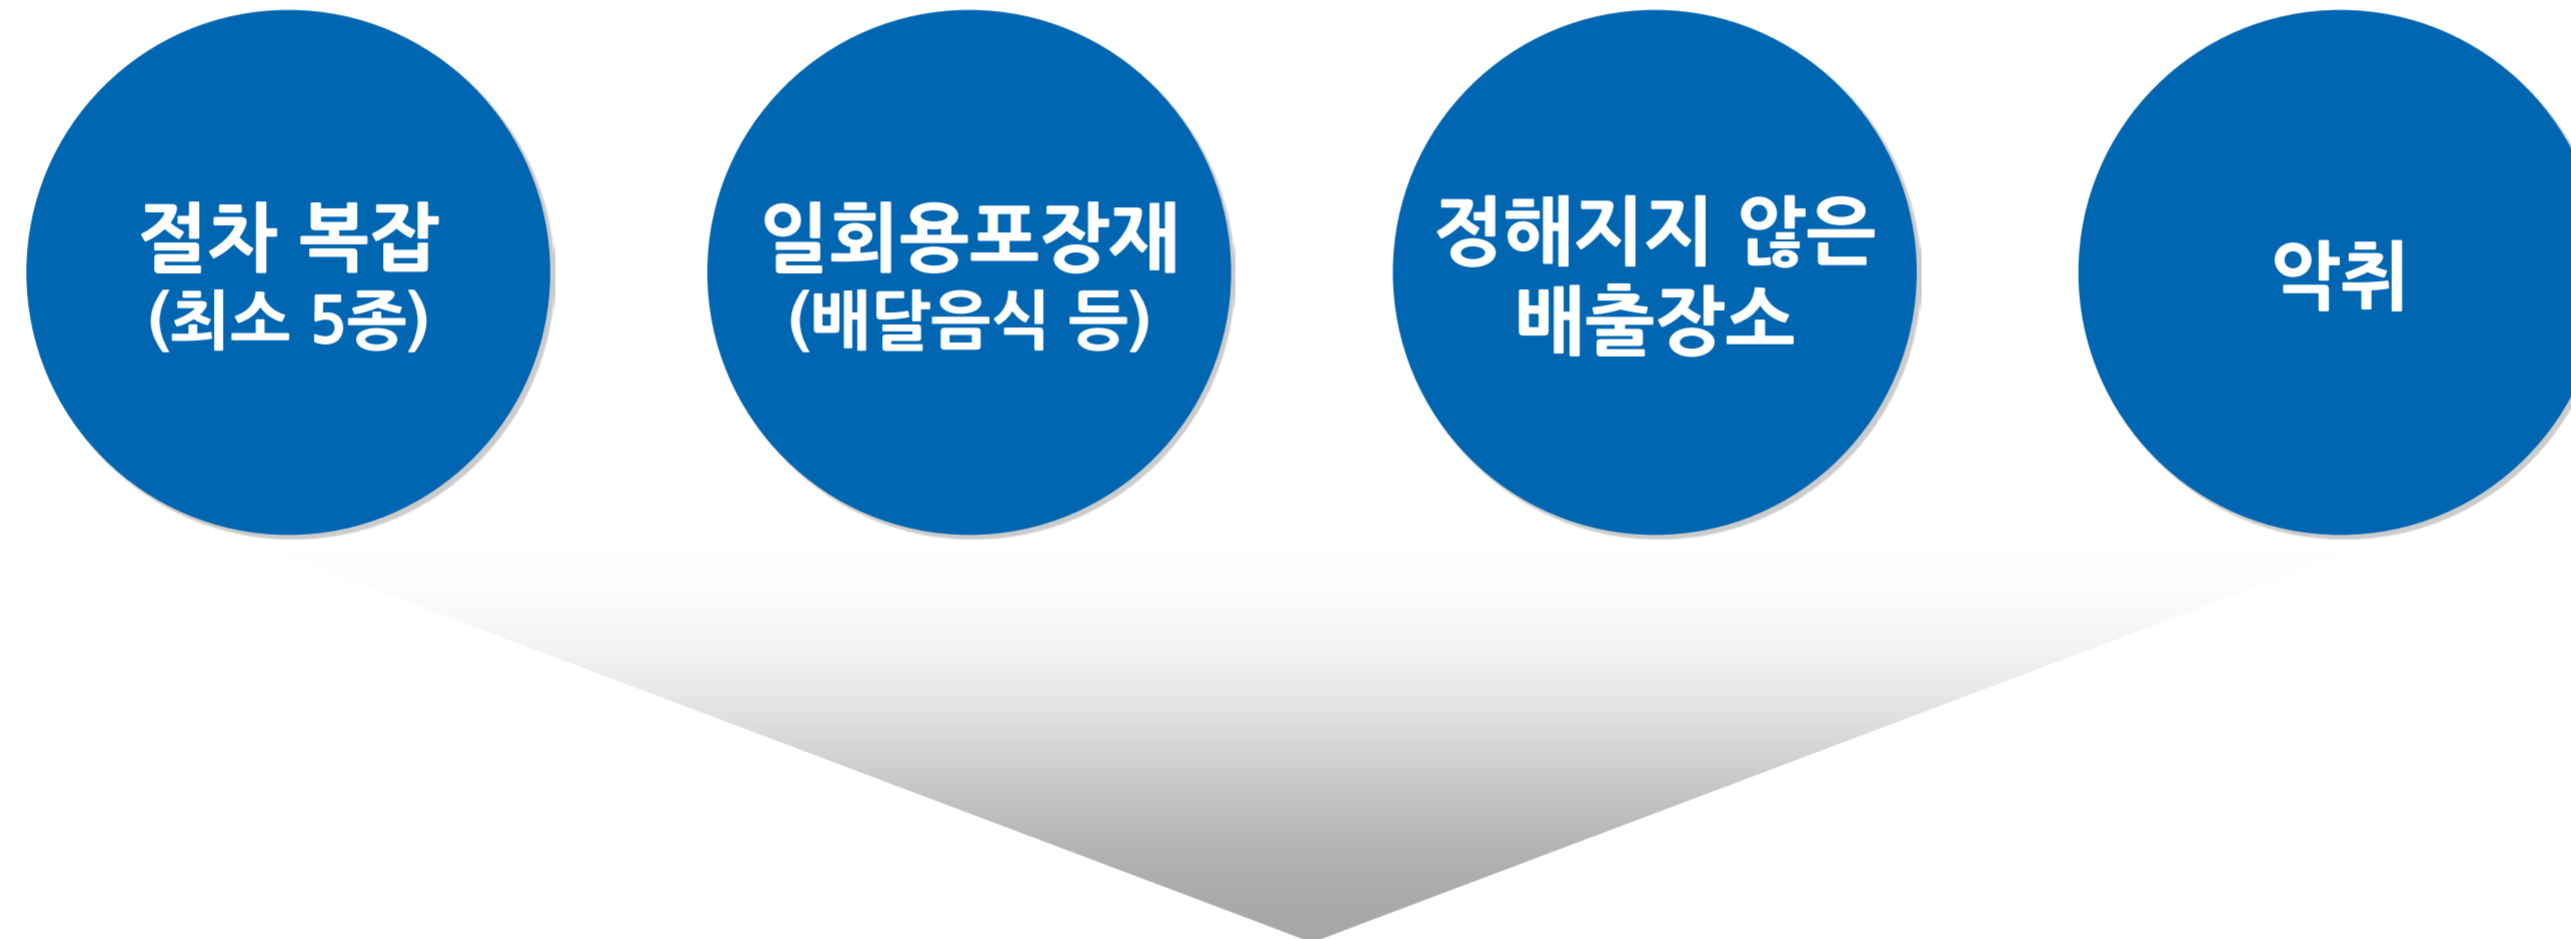 절차 복잡
(최소 5종)
일회용포장재
(배달음식 등)
정해지지 않은
배출장소
악취